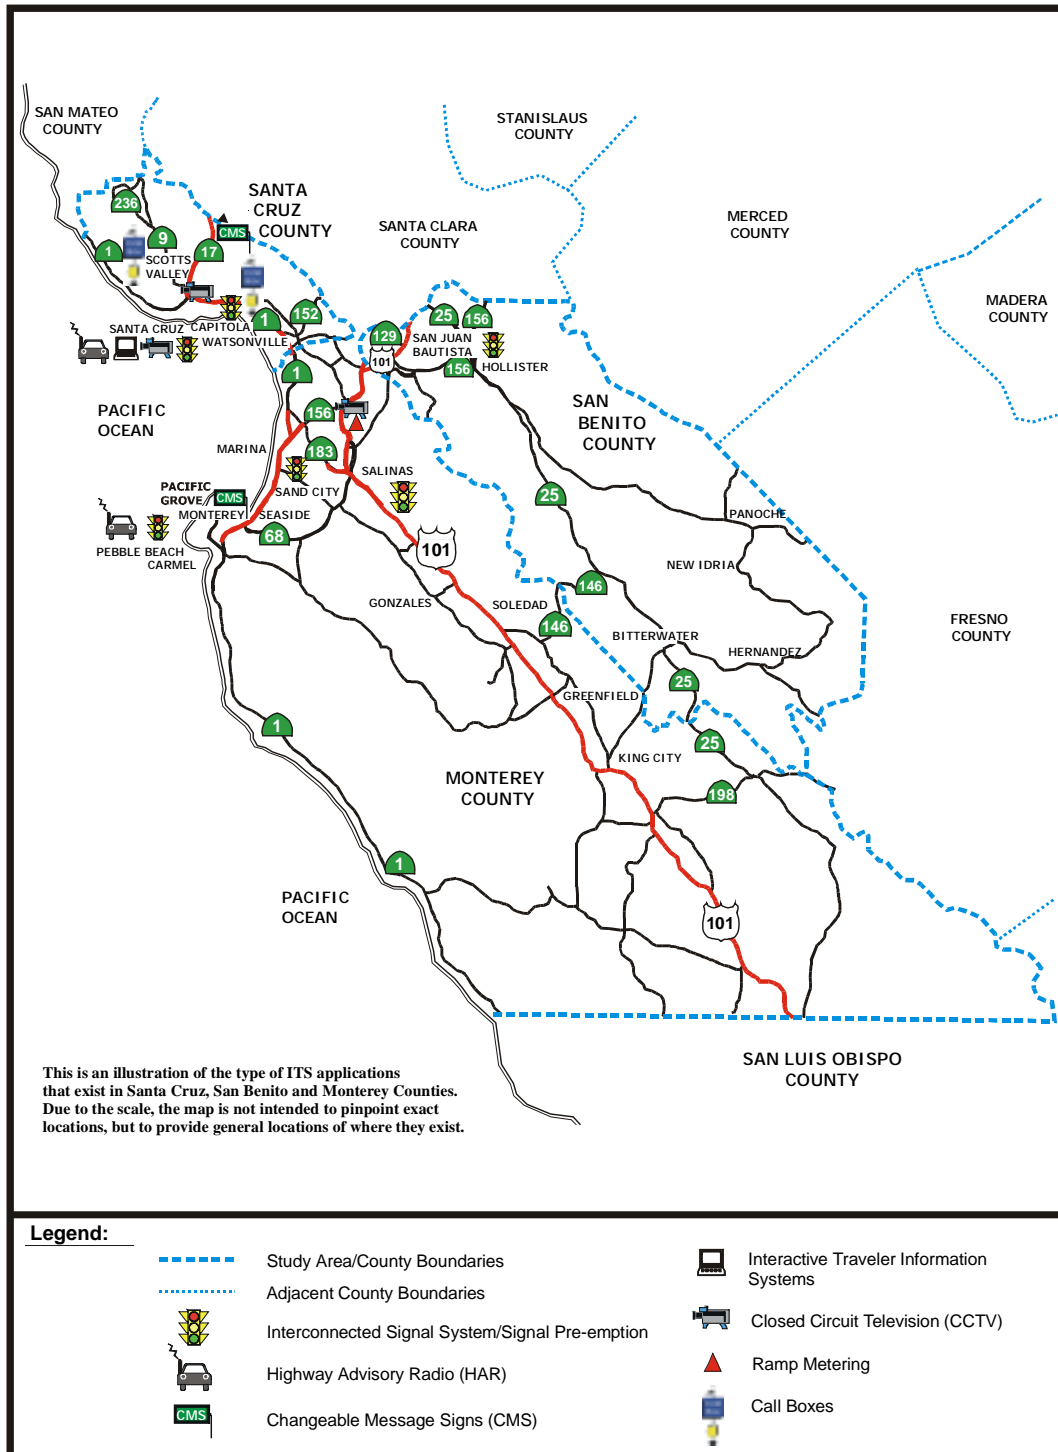 SAN MATEO
COUNTY
STANISLAUS
COUNTY
SANTA
CRUZ
COUNTY
SANTA CLARA
COUNTY
MERCED
COUNTY
MADERA
COUNTY
236
CMS
1
9
17
SCOTTS
VALLEY
SANTA CRUZ
CAPITOLA
WATSONVILLE
1
152
129
101
25
156
SAN JUAN
BAUTISTA
156
HOLLISTER
1
PACIFIC
OCEAN
156
183
MARINA
SAN
BENITO
COUNTY
SALINAS
SAND CITY
PACIFIC
GROVE
CMS
MONTEREY
SEASIDE
68
PEBBLE BEACH
CARMEL
25
PANOCHE
101
NEW IDRIA
146
GONZALES
SOLEDAD
146
BITTERWATER
HERNANDEZ
FRESNO
COUNTY
25
GREENFIELD
1
25
KING CITY
MONTEREY
COUNTY
198
1
PACIFIC
OCEAN
101
SAN LUIS OBISPO
COUNTY
This is an illustration of the type of ITS applications
that exist in Santa Cruz, San Benito and Monterey Counties.
Due to the scale, the map is not intended to pinpoint exact
locations, but to provide general locations of where they exist.
Legend:
Study Area/County Boundaries
Adjacent County Boundaries
Interconnected Signal System/Signal Pre-emption
Highway Advisory Radio (HAR)
CMS
Changeable Message Signs (CMS)
Interactive Traveler Information
Systems
Closed Circuit Television (CCTV)
Ramp Metering
Call Boxes